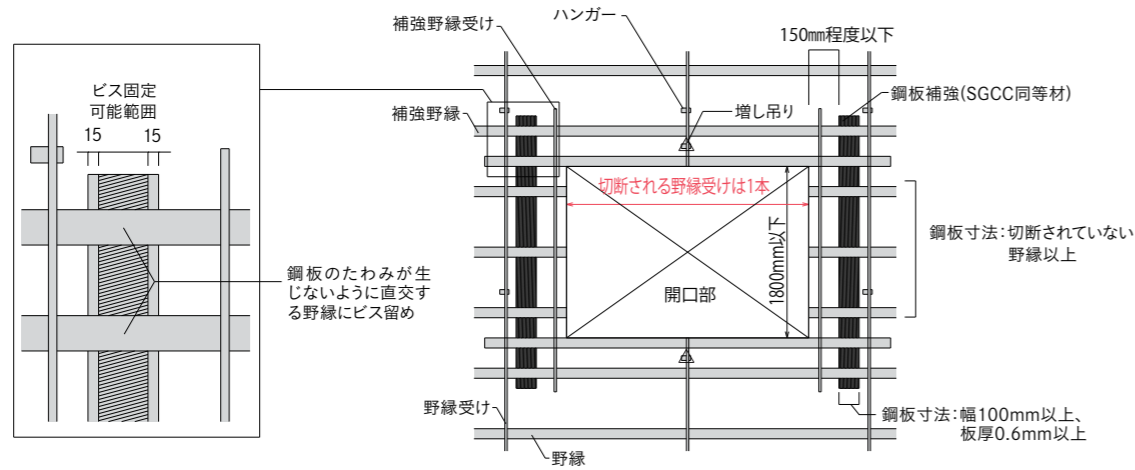 ビス固定
可能範囲
15
15
鋼板のたわみが生
じないように直交す
る野縁にビス留め
補強野縁受け
ハンガー
150mm程度以下
補強野縁
増し吊り
鋼板補強(SGCC同等材)
切断される野縁受けは1本
1800mm以下
開口部
鋼板寸法:切断されていない
野縁以上
野縁受け
野縁
鋼板寸法:幅100mm以上、
板厚0.6mm以上